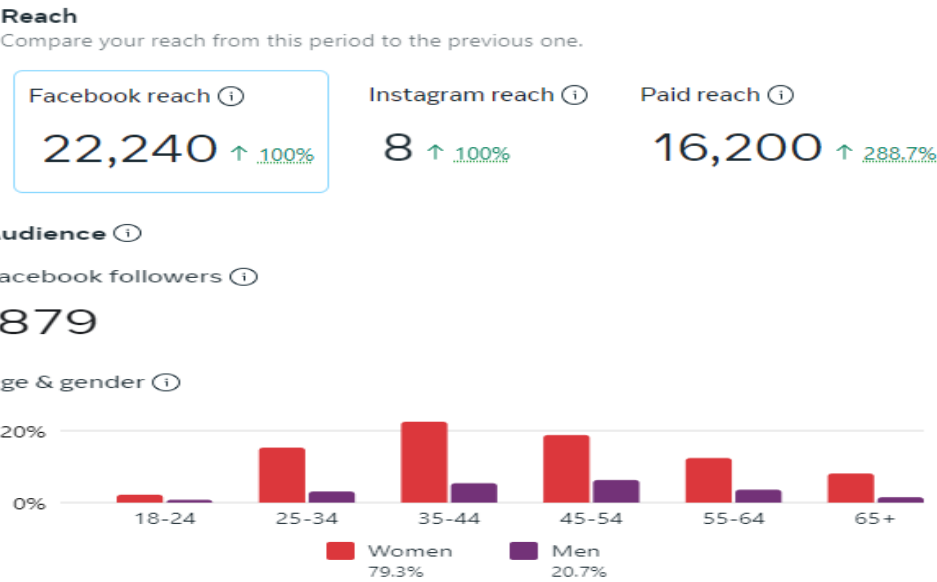 Reach
Compare your reach from this period to the previous one.
Facebook reach Instagram reach Paid reach
22,240 ↑ 100% 8 ↑ 100% 16,200 ↑ 288.7%
udience
acebook followers
879
ge & gender
20%
0%
18-24 25-34 35-44 45-54 55-64 65+
Women Men
79.3% 20.7%